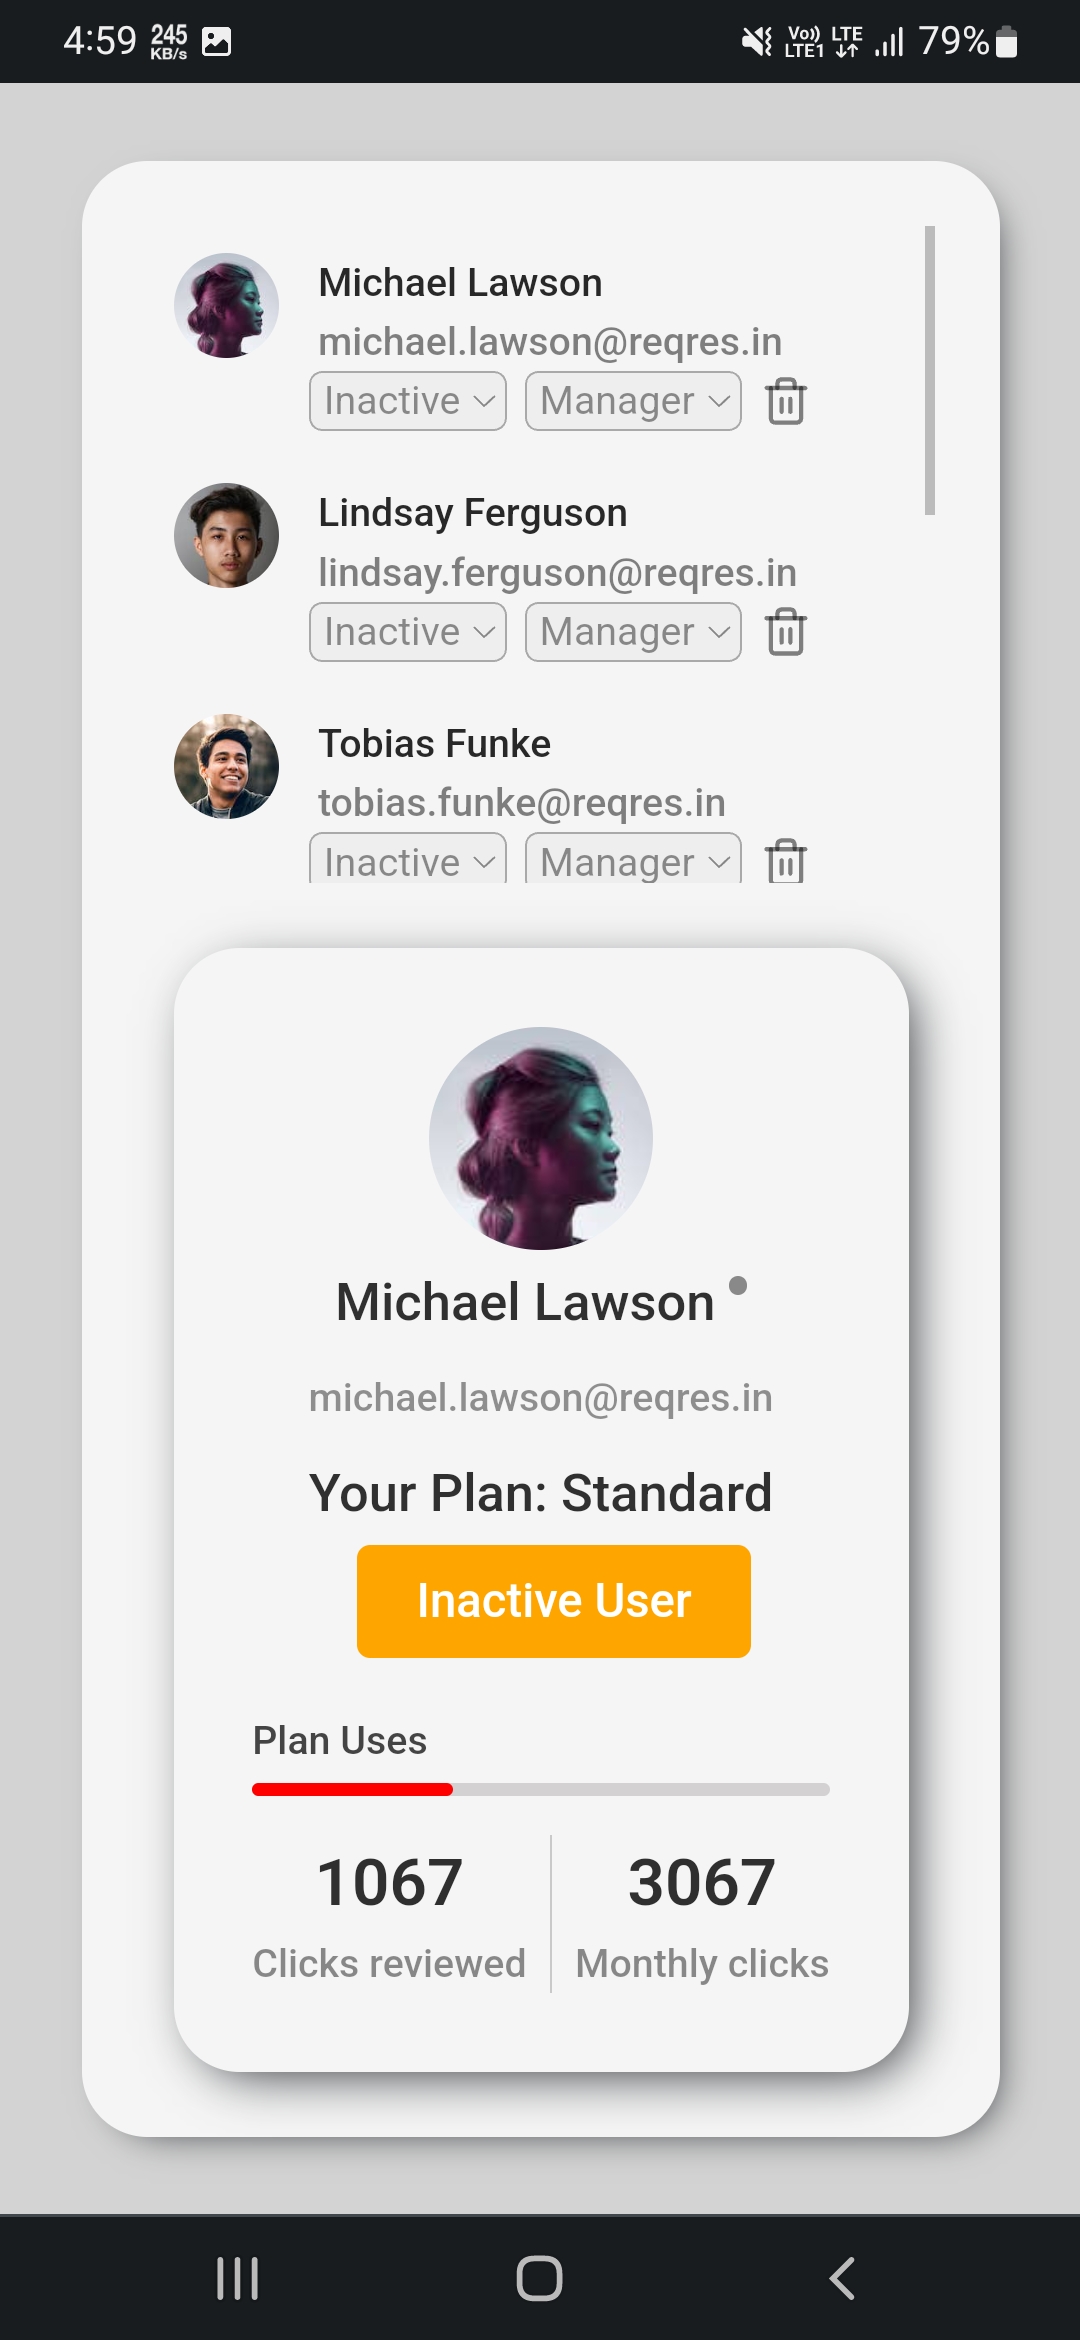 4:59 245 KB/s Vo)) LTE1 LTE 79%
Michael Lawson
michael.lawson@reqres.in
Inactive Manager
Lindsay Ferguson
lindsay.ferguson@reqres.in
Inactive Manager
Tobias Funke
tobias.funke@reqres.in
Inactive Manager
Michael Lawson
michael.lawson@reqres.in
Your Plan: Standard
Inactive User
Plan Uses
1067 3067
Clicks reviewed Monthly clicks